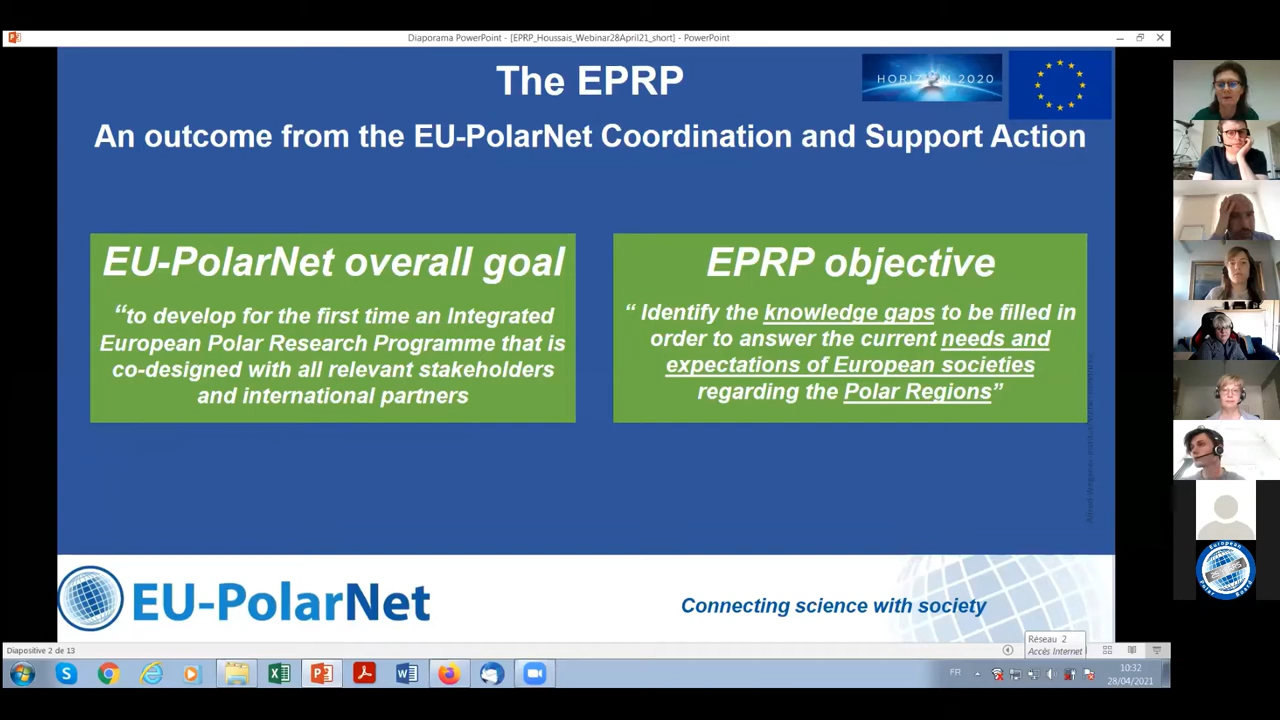 Diaporama PowerPoint - [EPRP_Houssais_Webinar28April21_short] - PowerPoint
The EPRP
HORIZON 2020
An outcome from the EU-PolarNet Coordination and Support Action
EU-PolarNet overall goal
“to develop for the first time an Integrated
European Polar Research Programme that is
co-designed with all relevant stakeholders
and international partners
EPRP objective
“ Identify the knowledge gaps to be filled in
order to answer the current needs and
expectations of European societies
regarding the Polar Regions”
EU-PolarNet
Connecting science with society
European
Polar
Board
Diapositive 2 de 13
Réseau 2
Accès Internet
FR
10:32
28/04/2021